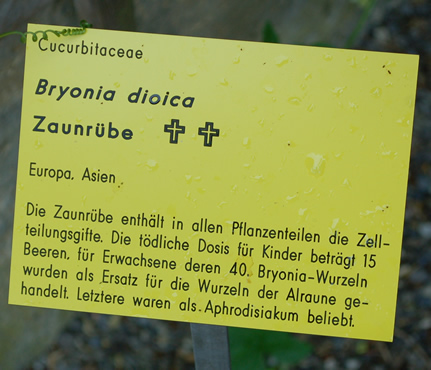 Cucurbitaceae
Bryonia dioica
Zaunrübe ✝ ✝
Europa, Asien
Die Zaunrübe enthält in allen Pflanzenteilen die Zell-
teilungsgifte. Die tödliche Dosis für Kinder beträgt 15
Beeren, für Erwachsene deren 40. Bryonia-Wurzeln
wurden als Ersatz für die Wurzeln der Alraune ge-
handelt. Letztere waren als Aphrodisiakum beliebt.